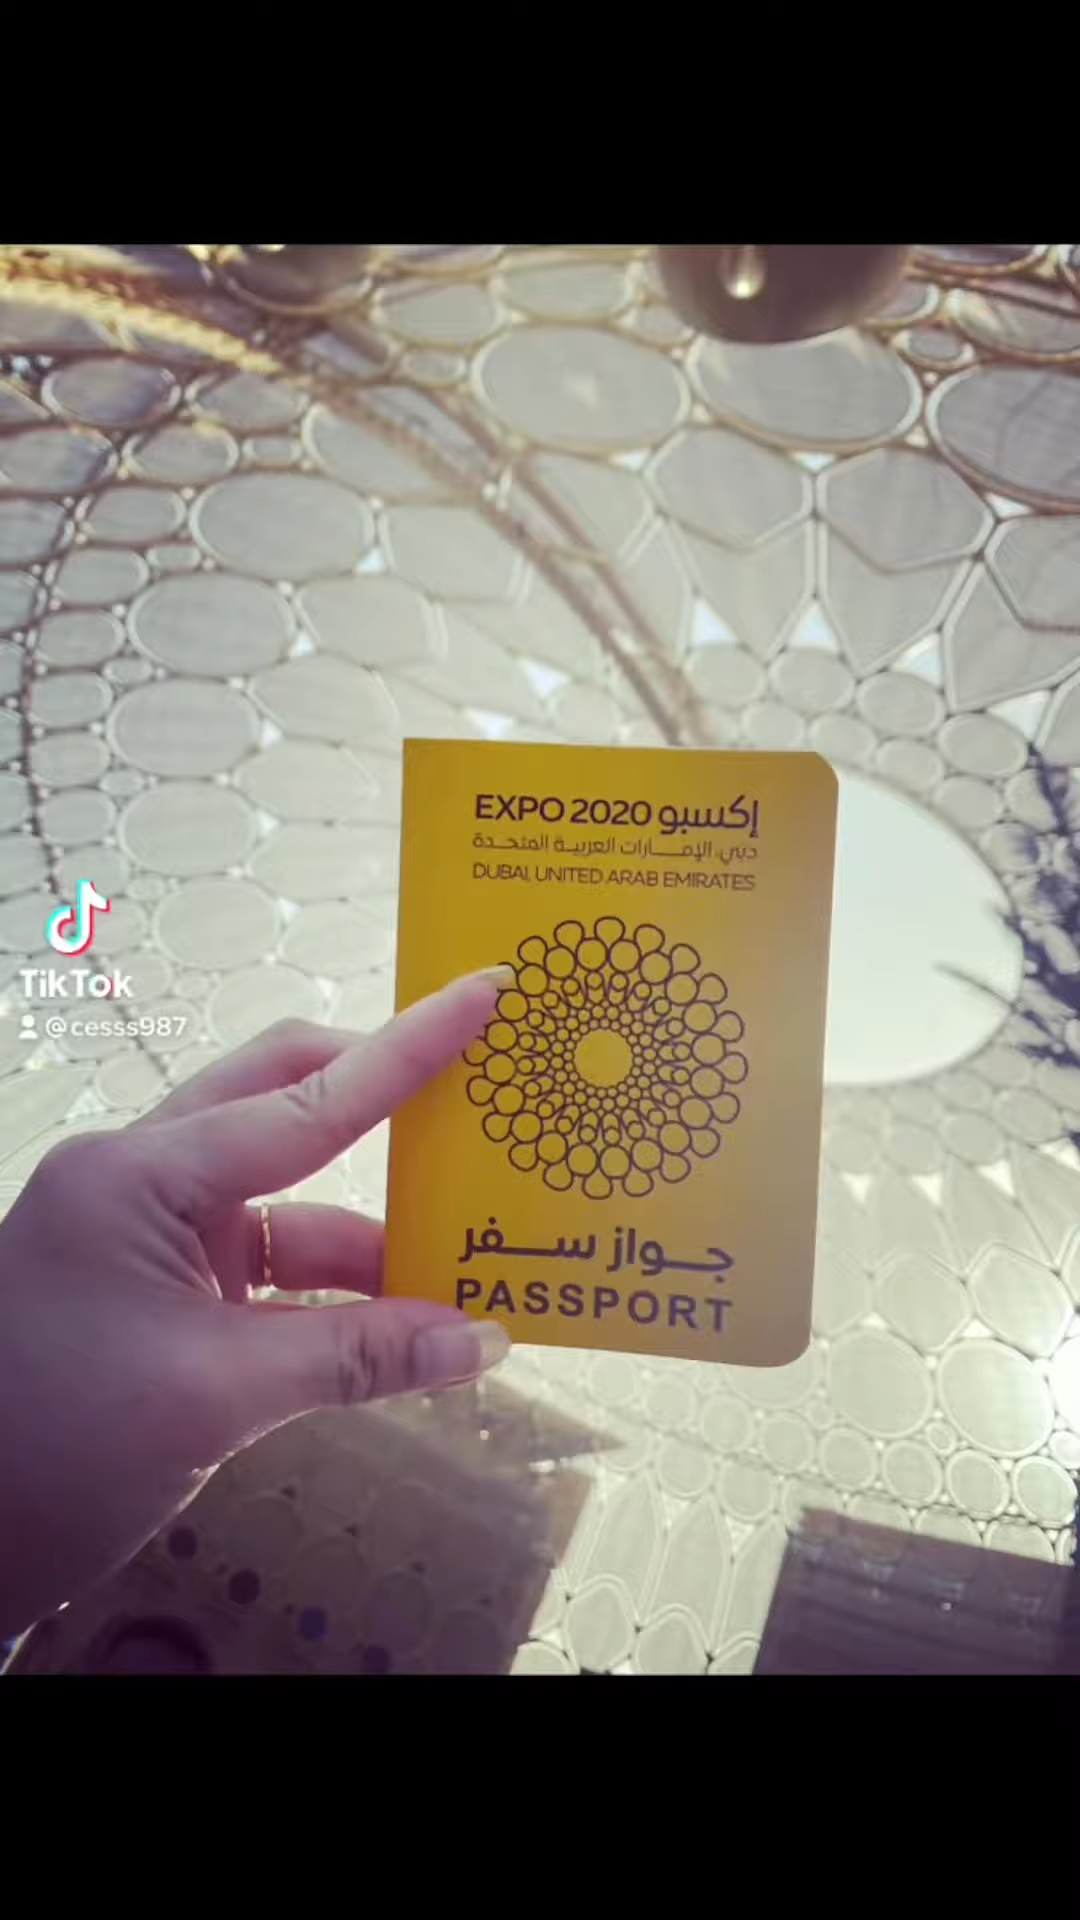 EXPO 2020 إكسبو
دبي، الإمارات العربية المتحدة
DUBAI, UNITED ARAB EMIRATES
TikTok
@cesss987
جواز سفر
PASSPORT